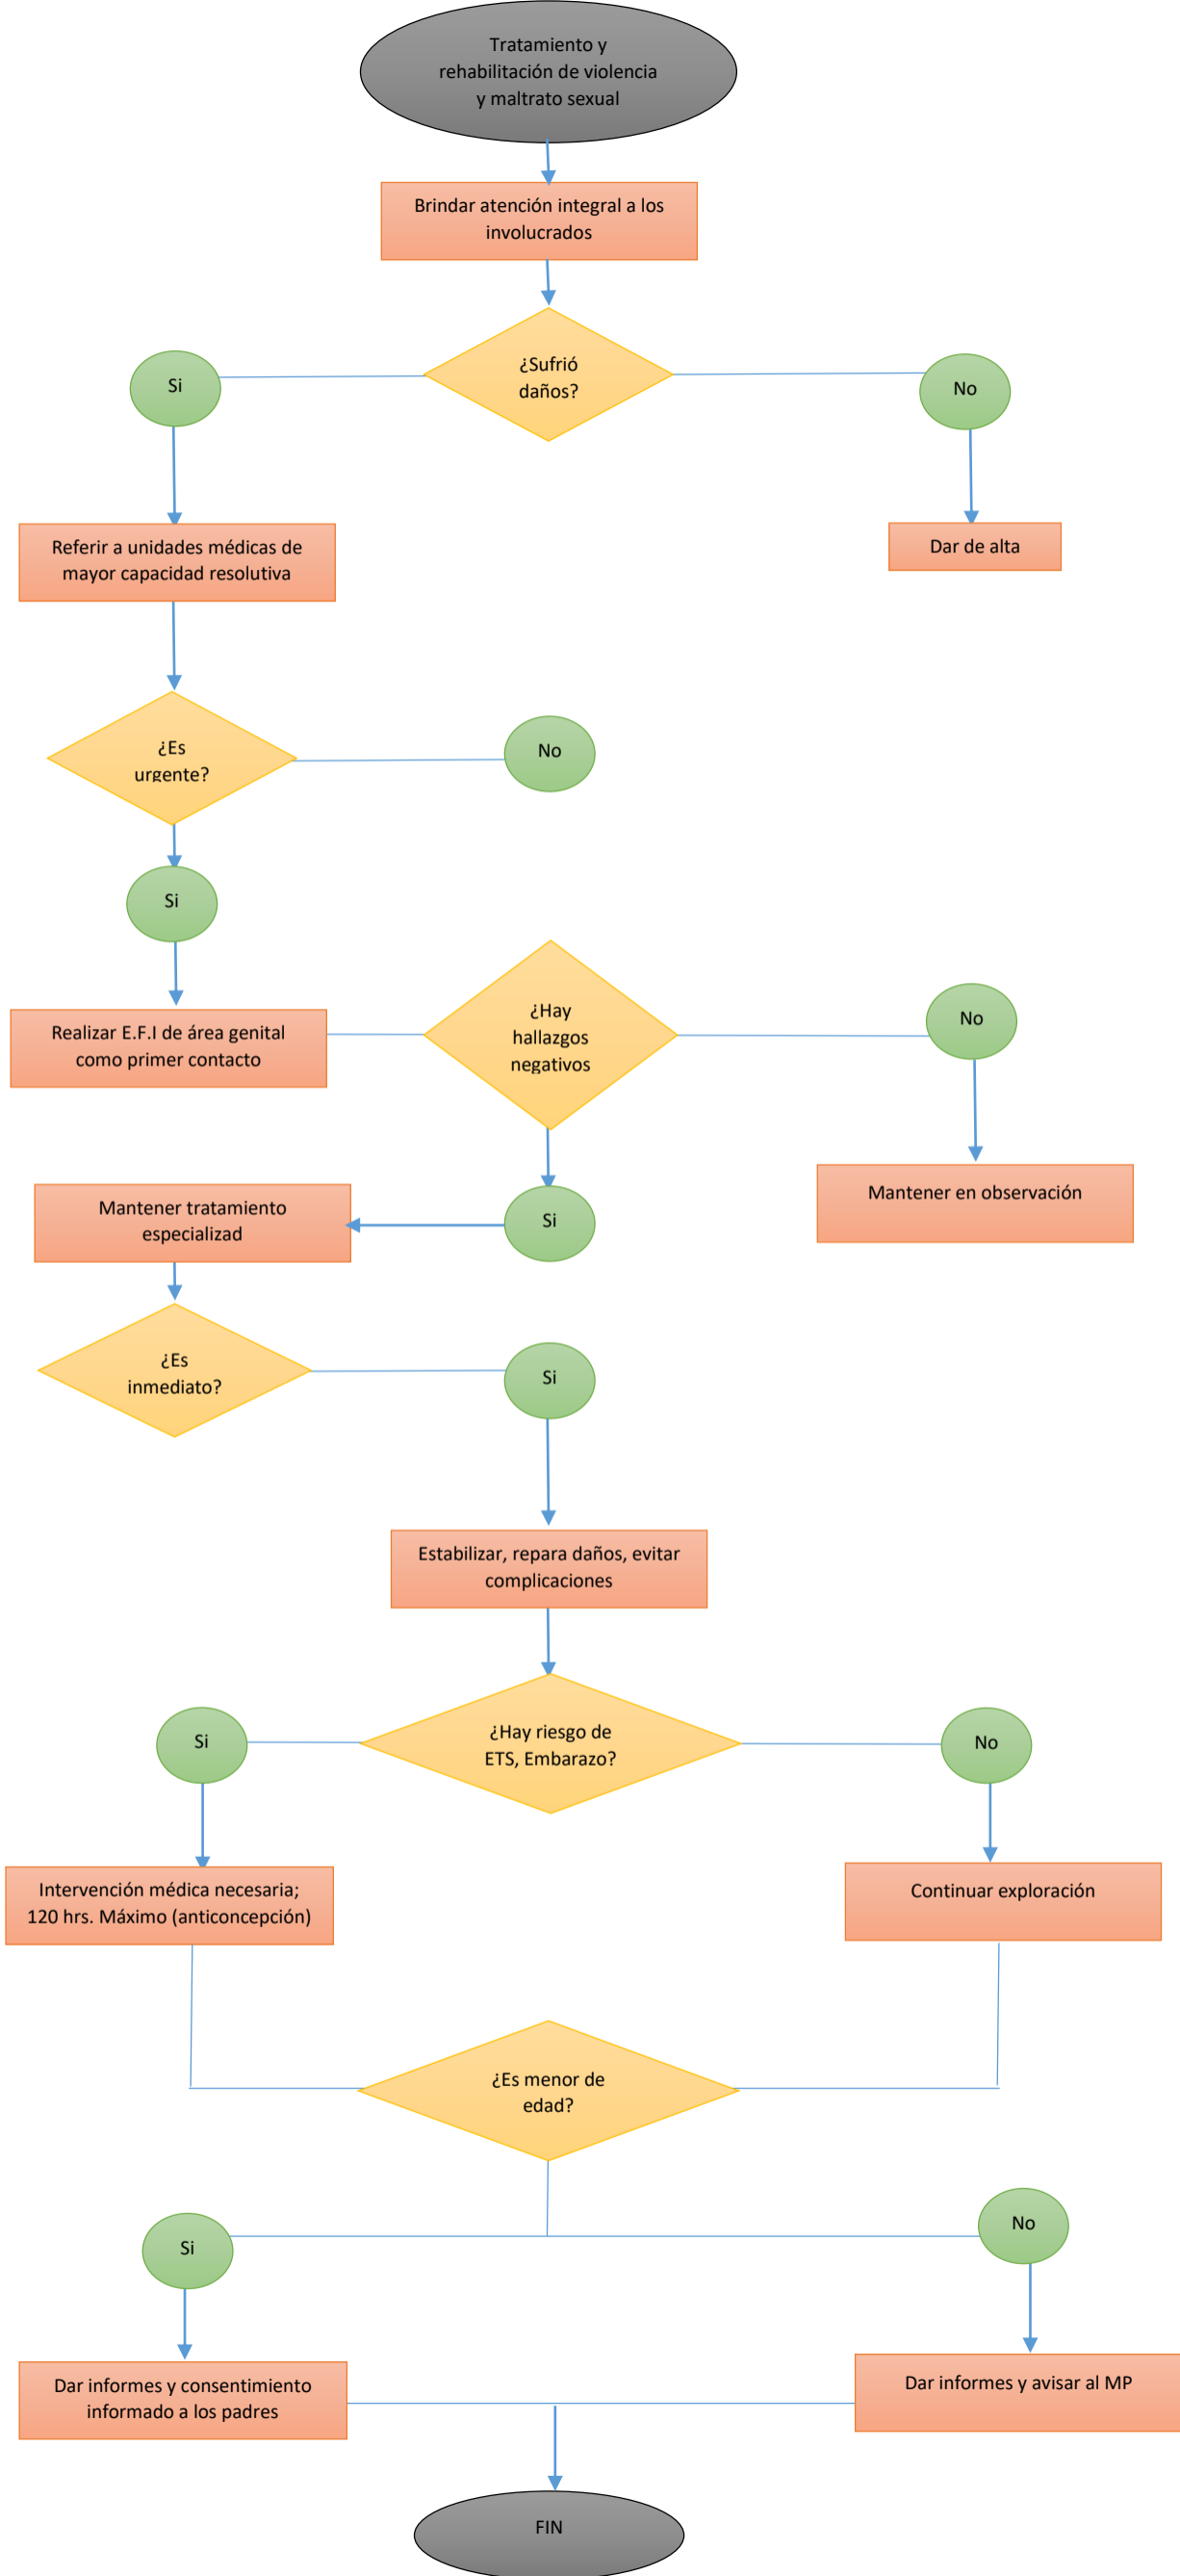 Tratamiento y
rehabilitación de violencia
y maltrato sexual
Brindar atención integral a los
involucrados
¿Sufrió
daños?
Si
No
Referir a unidades médicas de
mayor capacidad resolutiva
Dar de alta
¿Es
urgente?
No
Si
Realizar E.F.I de área genital
como primer contacto
¿Hay
hallazgos
negativos
No
Mantener en observación
Mantener tratamiento
especializad
Si
¿Es
inmediato?
Si
Estabilizar, repara daños, evitar
complicaciones
¿Hay riesgo de
ETS, Embarazo?
Si
No
Intervención médica necesaria;
120 hrs. Máximo (anticoncepción)
Continuar exploración
¿Es menor de
edad?
Si
No
Dar informes y consentimiento
informado a los padres
Dar informes y avisar al MP
FIN